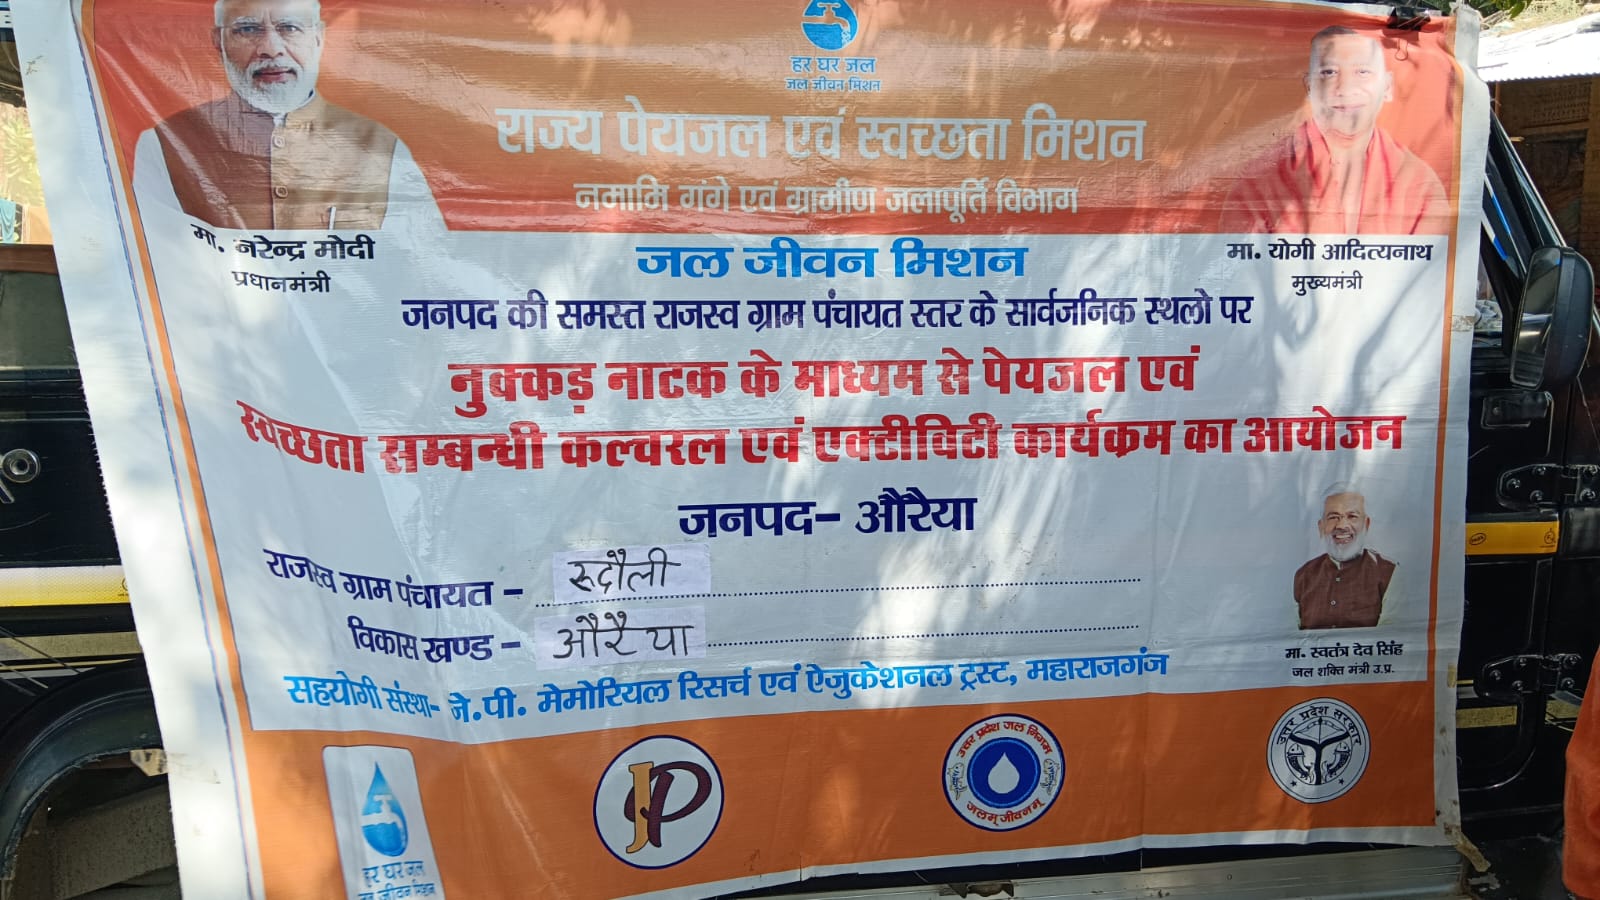 हर घर जल
जल जीवन मिशन
राज्य पेयजल एवं स्वच्छता मिशन
नमामि गंगे एवं ग्रामीण जलापूर्ति विभाग
मा. नरेन्द्र मोदी
प्रधानमंत्री
मा. योगी आदित्यनाथ
मुख्यमंत्री
जल जीवन मिशन
जनपद की समस्त राजस्व ग्राम पंचायत स्तर के सार्वजनिक स्थलो पर
नुक्कड़ नाटक के माध्यम से पेयजल एवं
स्वच्छता सम्बन्धी कल्चरल एवं एक्टीविटी कार्यक्रम का आयोजन
जनपद– औरैया
राजस्व ग्राम पंचायत – रूद्रौली
विकास खण्ड – औरैया
मा. स्वतंत्र देव सिंह
जल शक्ति मंत्री उ.प्र.
सहयोगी संस्था- जे.पी. मेमोरियल रिसर्च एवं ऐजुकेशनल ट्रस्ट, महाराजगंज
हर घर जल
जल जीवन मिशन
JP
उत्तर प्रदेश जल निगम
जलम् जीवनम्
उत्तर प्रदेश सरकार